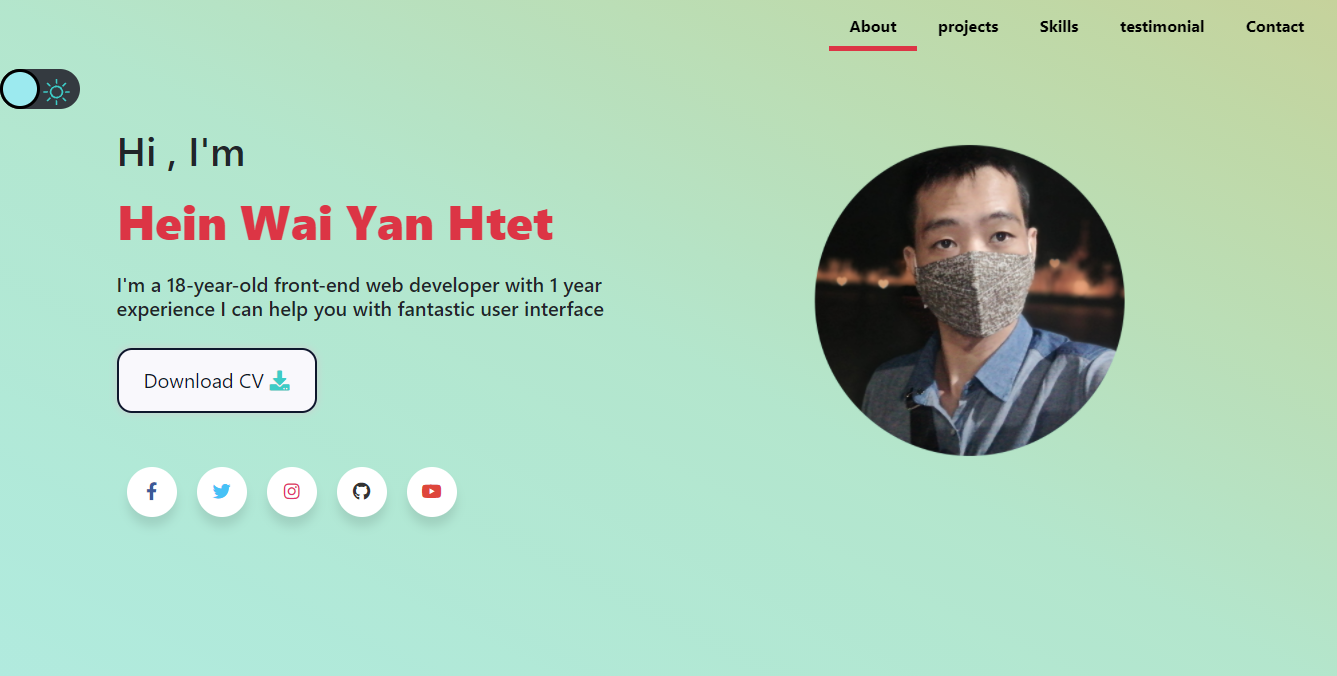 About projects Skills testimonial Contact
Hi , I'm
Hein Wai Yan Htet
I'm a 18-year-old front-end web developer with 1 year
experience I can help you with fantastic user interface
Download CV